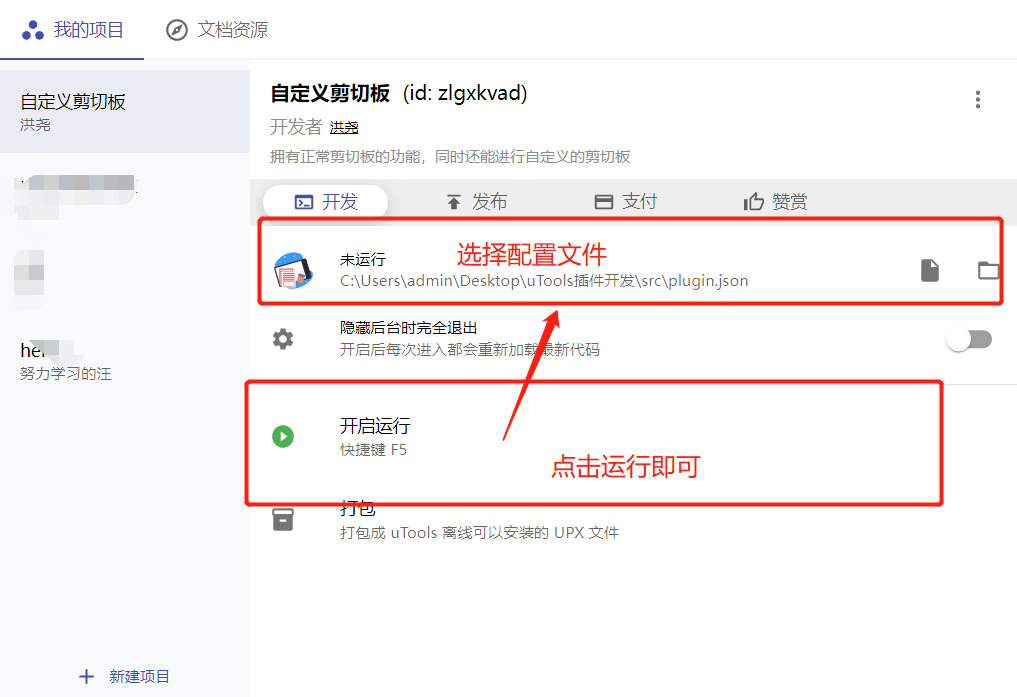 我的项目
文档资源
自定义剪切板
洪尧
努力学习的汪
新建项目
自定义剪切板 (id: zlgxkvad)
开发者 洪尧
拥有正常剪切板的功能，同时还能进行自定义的剪切板
开发
发布
支付
赞赏
未运行
选择配置文件
C:\Users\admin\Desktop\uTools插件开发\src\plugin.json
隐藏后台时完全退出
开启后每次进入都会重新加载最新代码
开启运行
快捷键 F5
点击运行即可
打包
打包成 uTools 离线可以安装的 UPX 文件